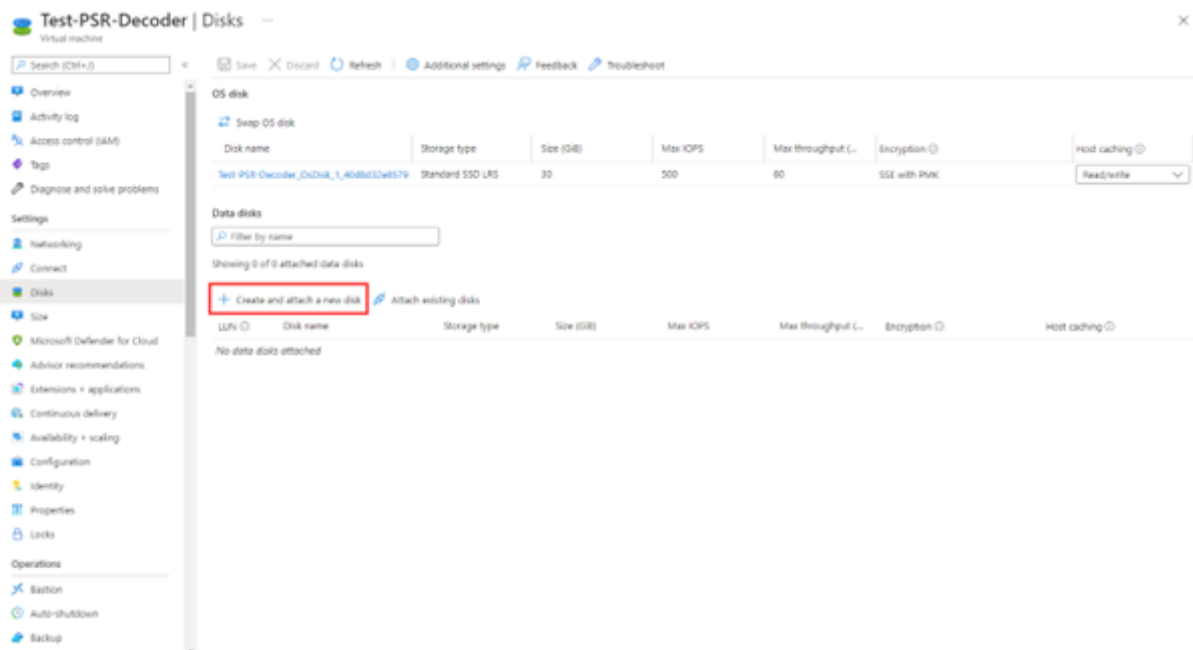 Test-PSR-Decoder | Disks ...
Virtual machine
Search (Ctrl+/)
Overview
Activity log
Access control (IAM)
Tags
Diagnose and solve problems
Settings
Networking
Connect
Disks
Size
Microsoft Defender for Cloud
Advisor recommendations
Extensions + applications
Continuous delivery
Availability + scaling
Configuration
Identity
Properties
Locks
Operations
Bastion
Auto-shutdown
Backup
Save Discard Refresh Additional settings Feedback Troubleshoot
OS disk
Swap OS disk
Disk name Storage type Size (GiB) Max IOPS Max throughput (... Encryption Host caching
Standard SSD LRS 30 500 60 SSE with PMK Read/write
Data disks
Filter by name
Showing 0 of 0 attached data disks
+ Create and attach a new disk Attach existing disks
LUN Disk name Storage type Size (GiB) Max IOPS Max throughput (... Encryption Host caching
No data disks attached